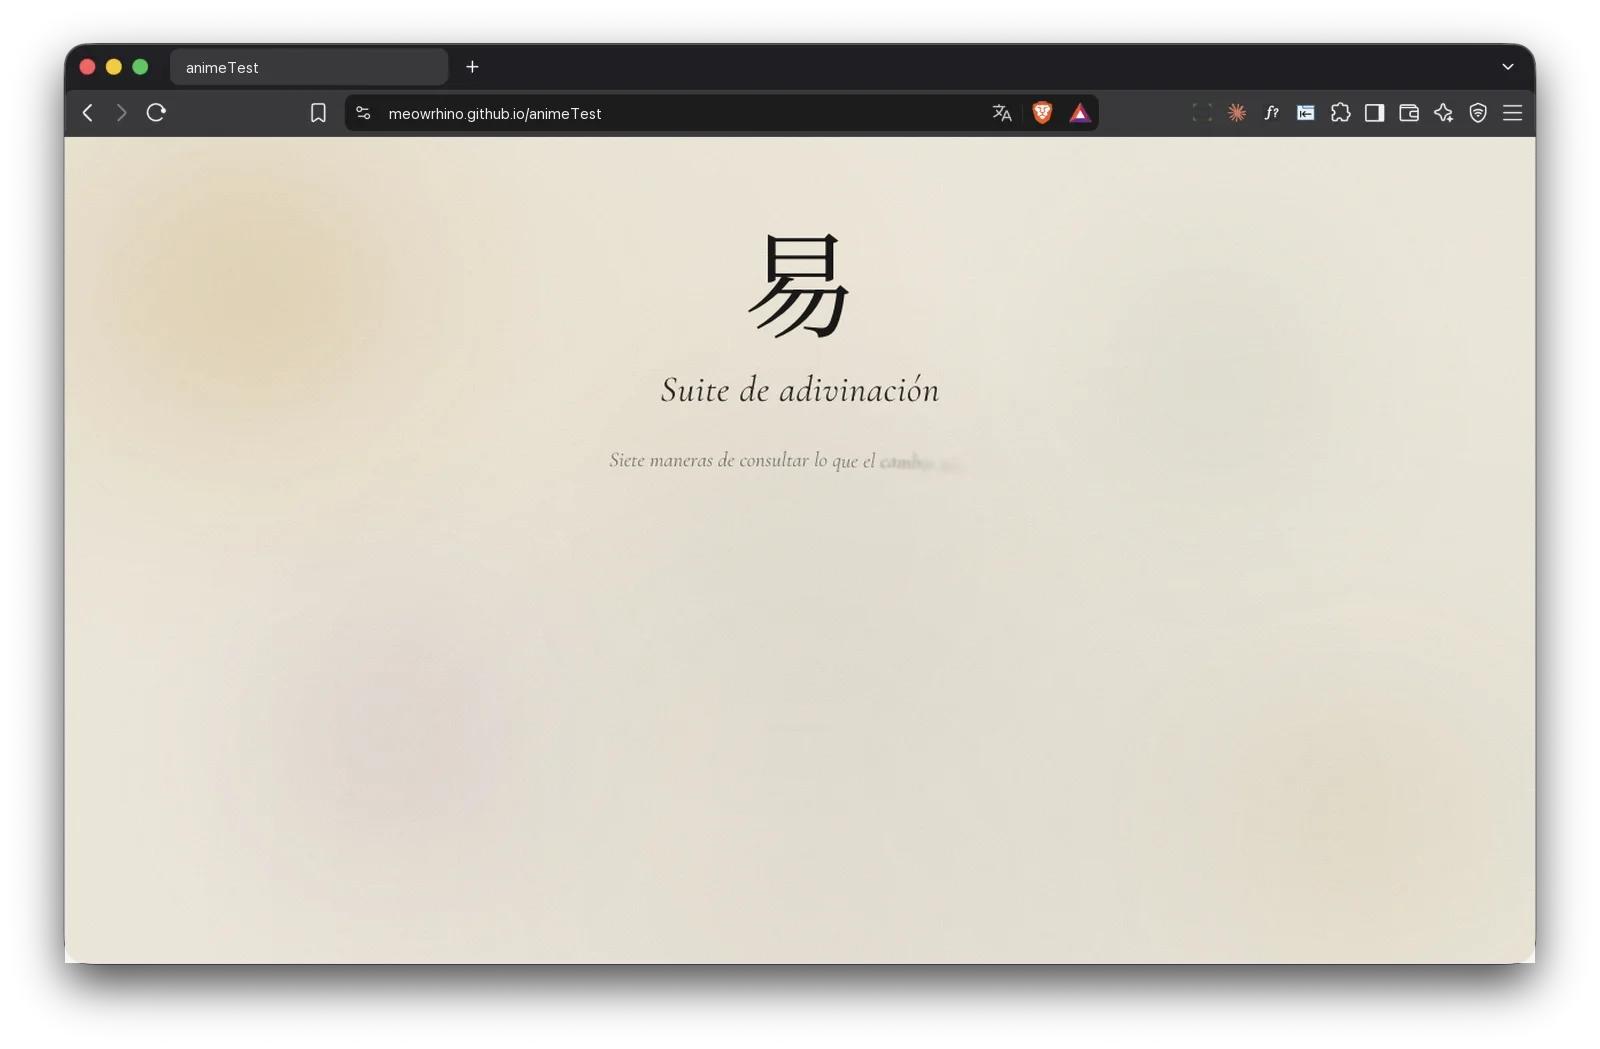 animeTest
meowrhino.github.io/animeTest
f?
易
Suite de adivinación
Siete maneras de consultar lo que el